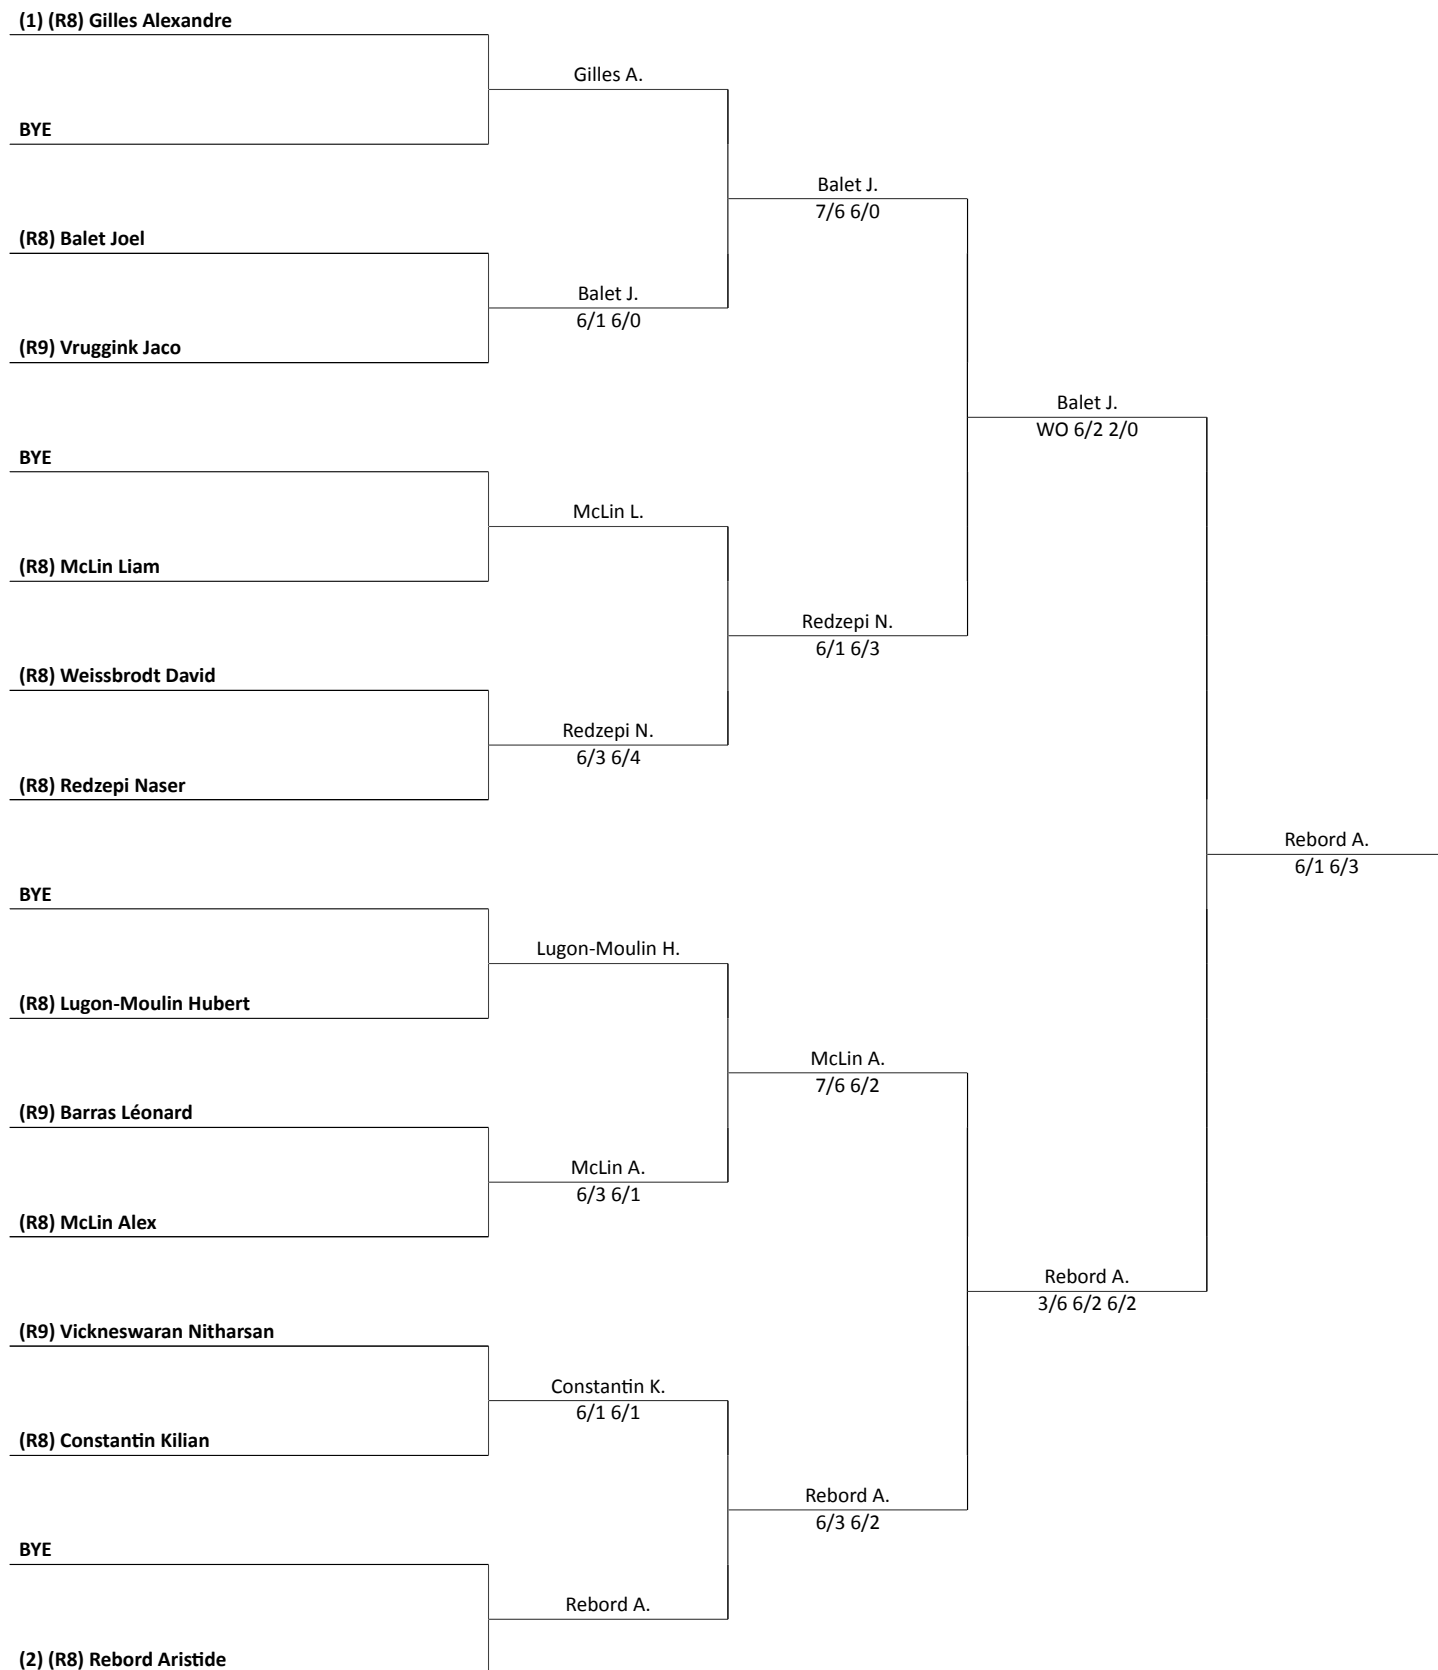 (1) (R8) Gilles Alexandre
Gilles A.
BYE
Balet J.
7/6 6/0
(R8) Balet Joel
Balet J.
6/1 6/0
(R9) Vruggink Jaco
Balet J.
WO 6/2 2/0
BYE
McLin L.
(R8) McLin Liam
Redzepi N.
6/1 6/3
(R8) Weissbrodt David
Redzepi N.
6/3 6/4
(R8) Redzepi Naser
Rebord A.
6/1 6/3
BYE
Lugon-Moulin H.
(R8) Lugon-Moulin Hubert
McLin A.
7/6 6/2
(R9) Barras Léonard
McLin A.
6/3 6/1
(R8) McLin Alex
Rebord A.
3/6 6/2 6/2
(R9) Vickneswaran Nitharsan
Constantin K.
6/1 6/1
(R8) Constantin Kilian
Rebord A.
6/3 6/2
BYE
Rebord A.
(2) (R8) Rebord Aristide